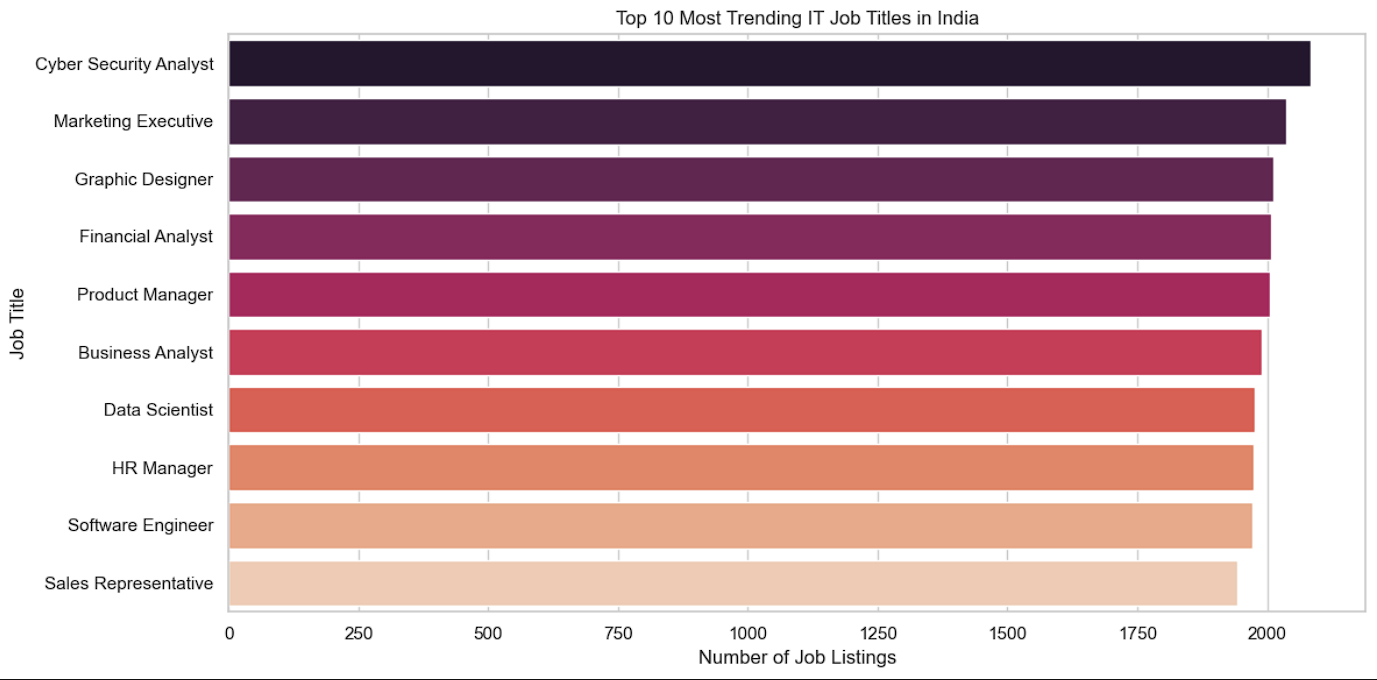 Top 10 Most Trending IT Job Titles in India
Cyber Security Analyst
Marketing Executive
Graphic Designer
Financial Analyst
Product Manager
Business Analyst
Data Scientist
HR Manager
Software Engineer
Sales Representative
Job Title
0 250 500 750 1000 1250 1500 1750 2000
Number of Job Listings